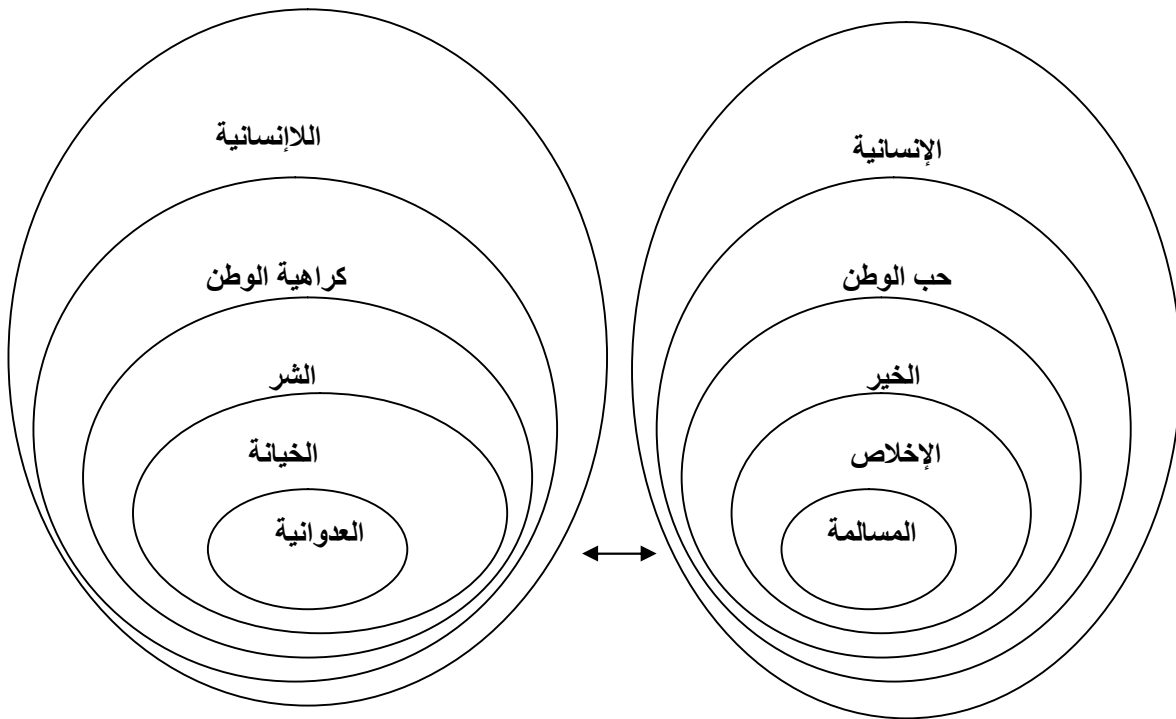 الإنسانية
حب الوطن
الخير
الإخلاص
المسالمة
اللاإنسانية
كراهية الوطن
الشر
الخيانة
العدوانية